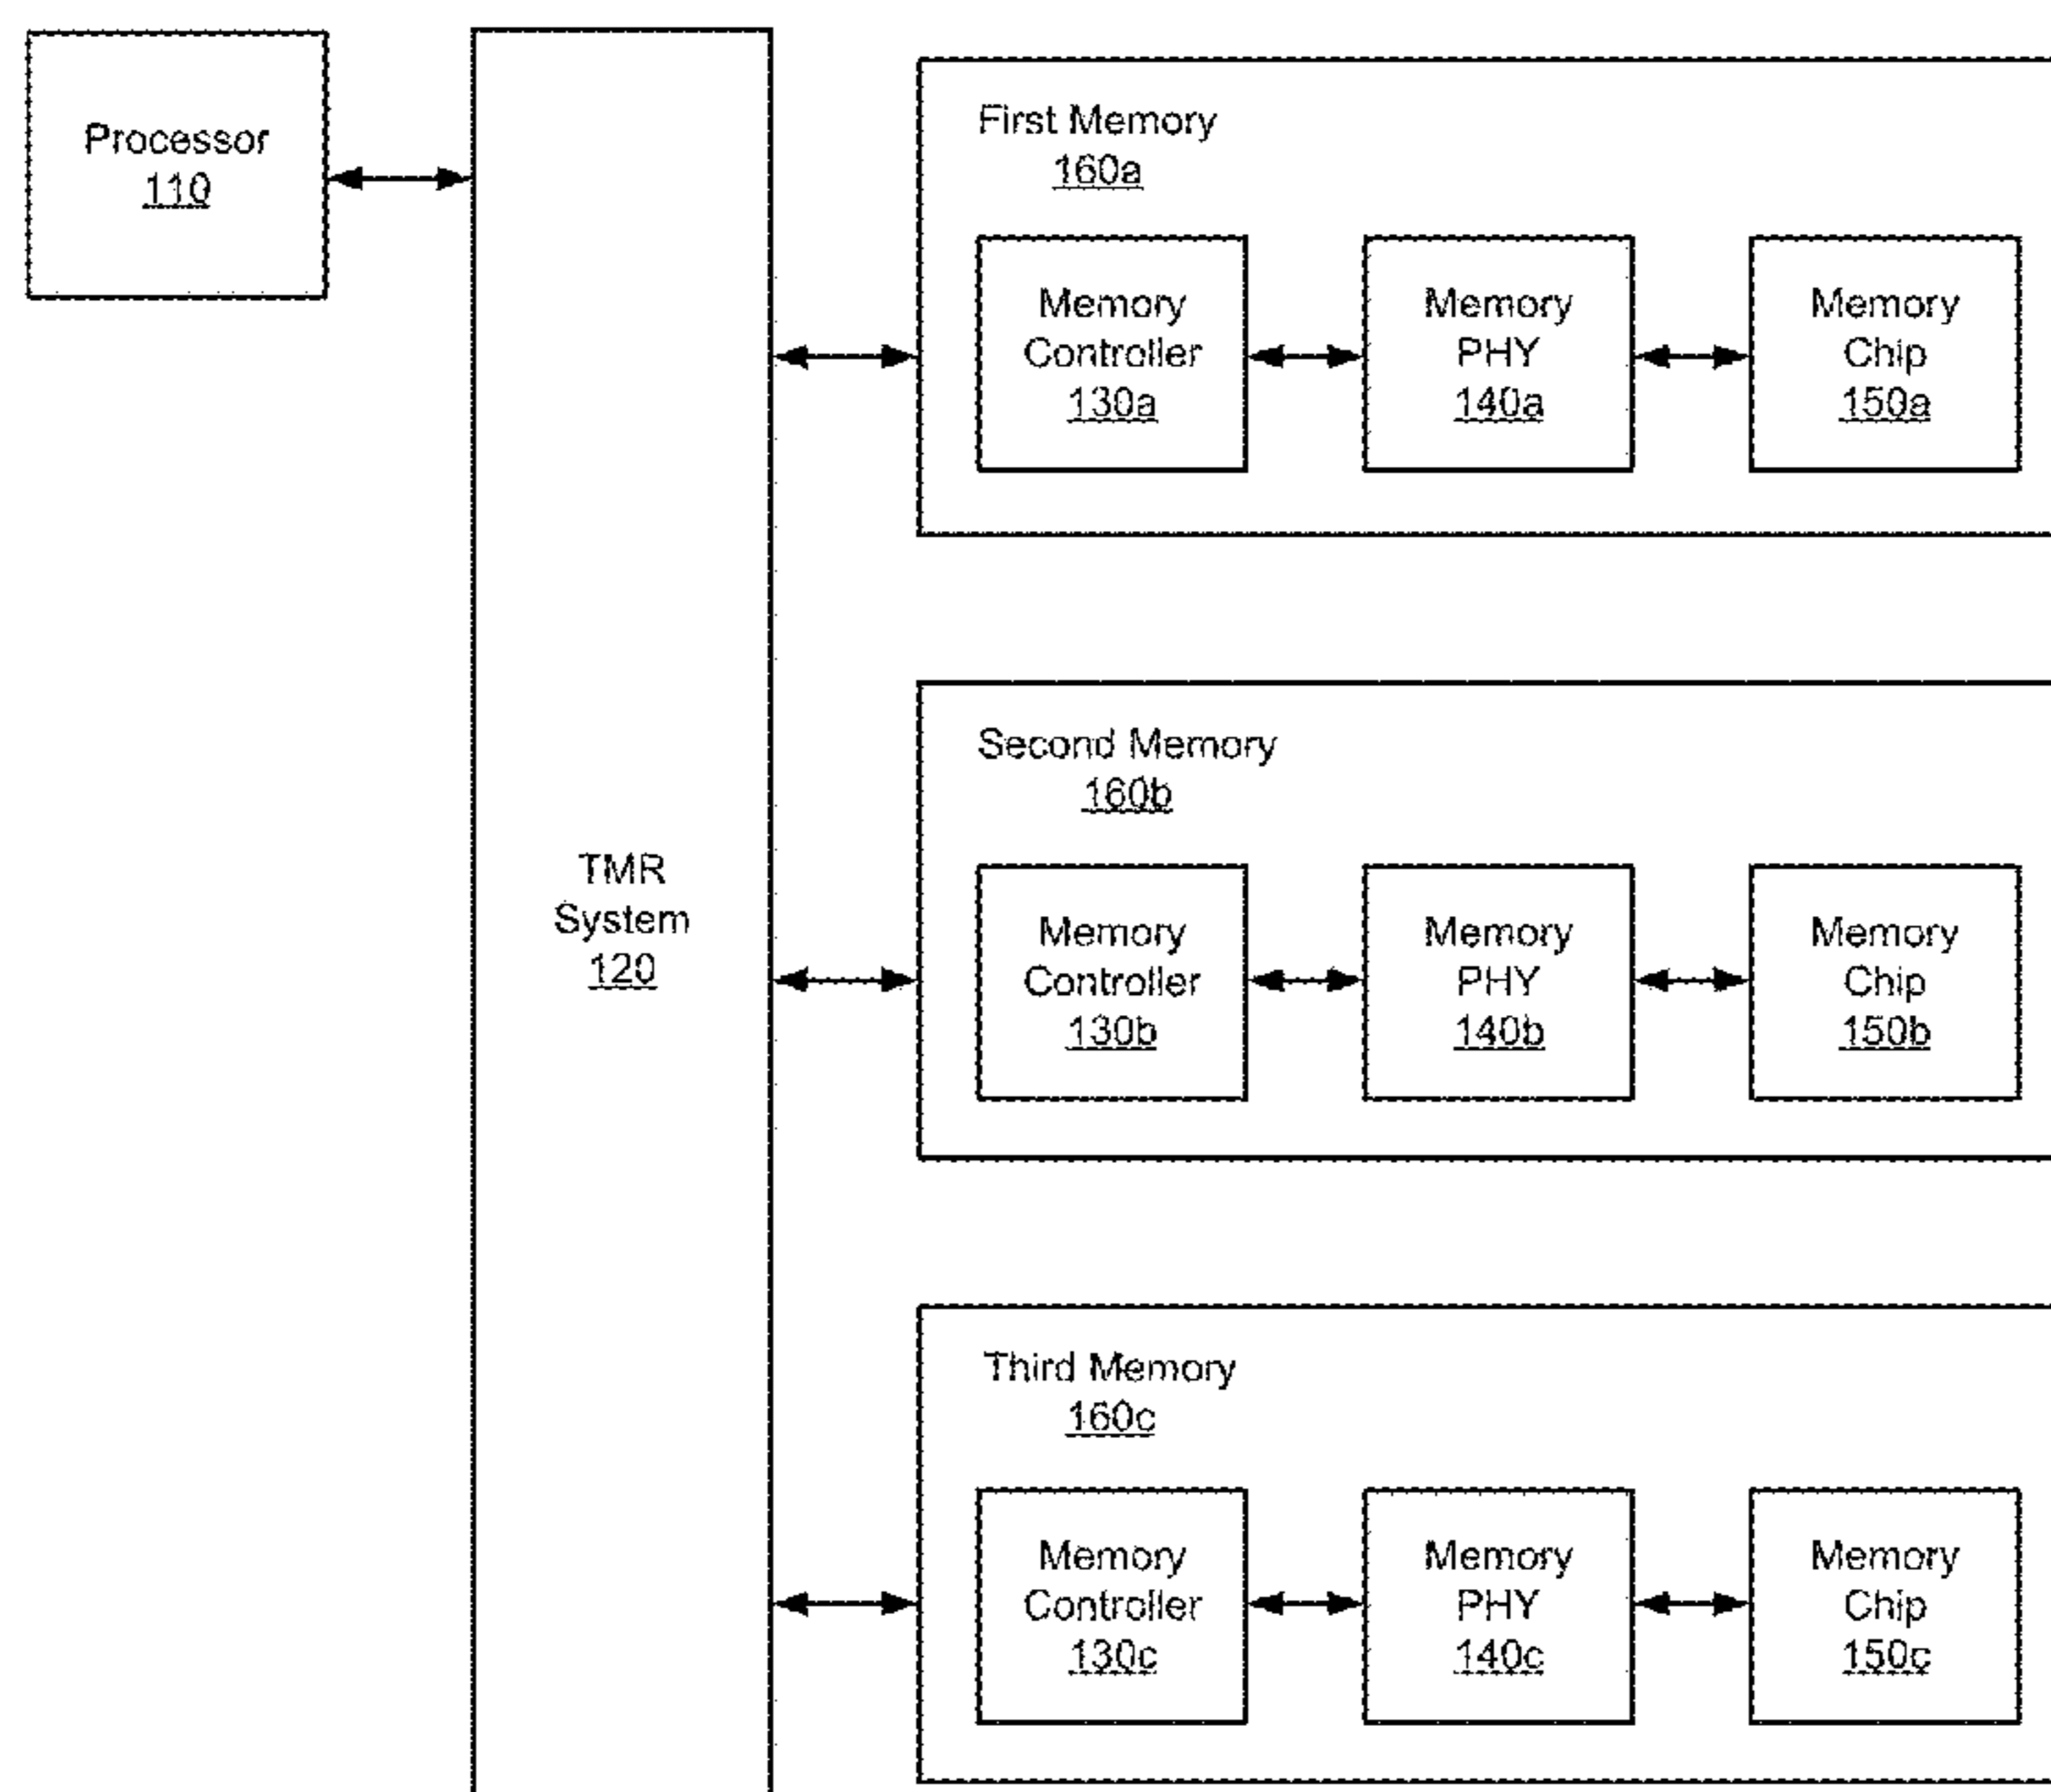 Processor
110
First Memory
160a
Memory
Controller
130a
Memory
PHY
140a
Memory
Chip
150a
TMR
System
120
Second Memory
160b
Memory
Controller
130b
Memory
PHY
140b
Memory
Chip
150b
Third Memory
160c
Memory
Controller
130c
Memory
PHY
140c
Memory
Chip
150c